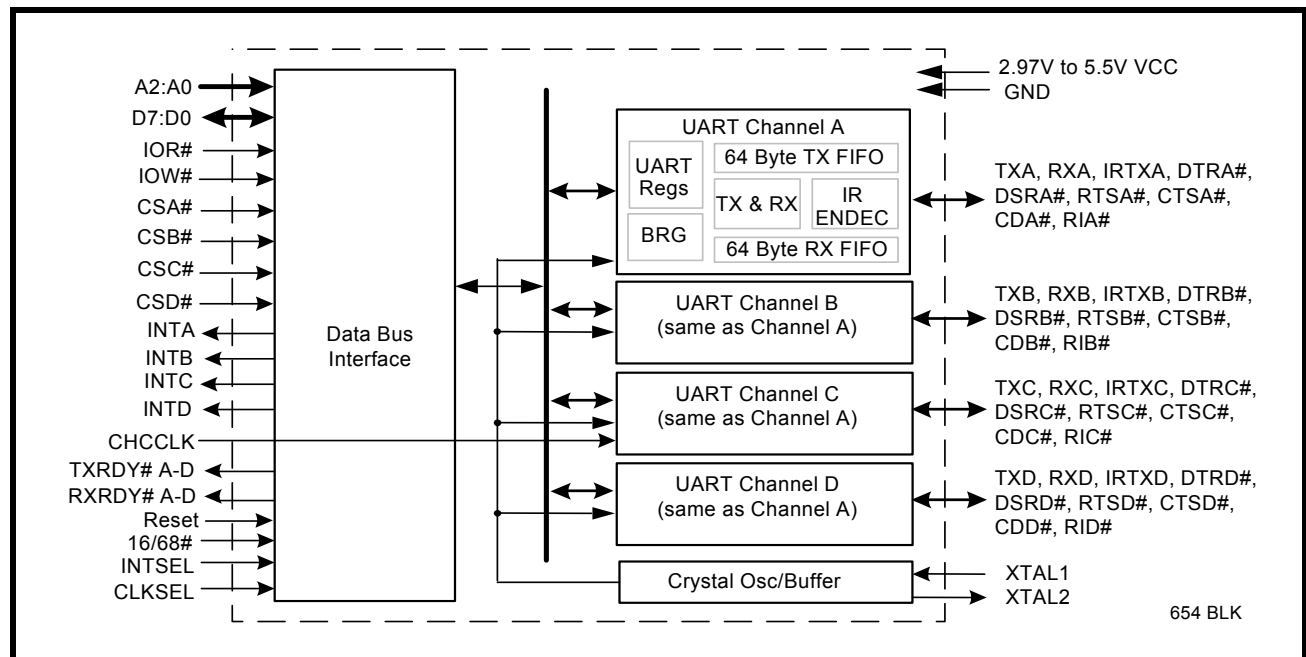 A2:A0
D7:D0
IOR#
IOW#
CSA#
CSB#
CSC#
CSD#
INTA
INTB
INTC
INTD
CHCCLK
TXRDY# A-D
RXRDY# A-D
Reset
16/68#
INTSEL
CLKSEL
Data Bus
Interface
UART Channel A
UART
Regs
64 Byte TX FIFO
TX & RX
IR
ENDEC
BRG
64 Byte RX FIFO
UART Channel B
(same as Channel A)
UART Channel C
(same as Channel A)
UART Channel D
(same as Channel A)
Crystal Osc/Buffer
2.97V to 5.5V VCC
GND
TXA, RXA, IRTXA, DTRA#,
DSRA#, RTSA#, CTSA#,
CDA#, RIA#
TXB, RXB, IRTXB, DTRB#,
DSRB#, RTSB#, CTSB#,
CDB#, RIB#
TXC, RXC, IRTXC, DTRC#,
DSRC#, RTSC#, CTSC#,
CDC#, RIC#
TXD, RXD, IRTXD, DTRD#,
DSRD#, RTSD#, CTSD#,
CDD#, RID#
XTAL1
XTAL2
654 BLK